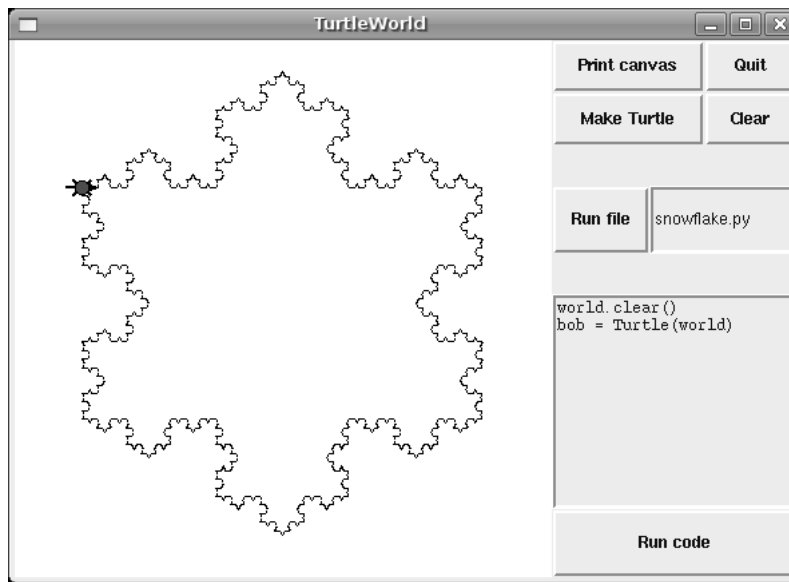 TurtleWorld
Print canvas
Quit
Make Turtle
Clear
Run file
snowflake.py
world.clear()
bob = Turtle(world)
Run code